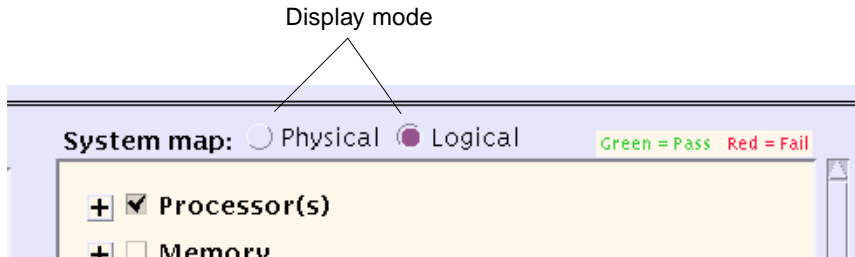 Display mode
System map: Physical Logical Green = Pass Red = Fail
Processor(s)
Memory